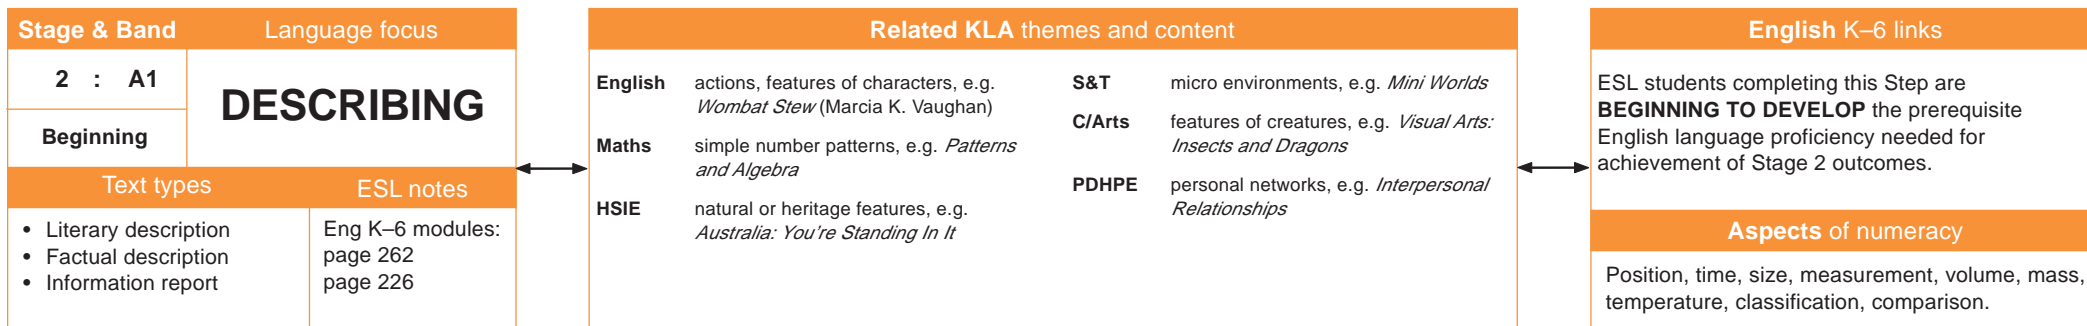 Stage & Band
Language focus
2 : A1
Beginning
DESCRIBING
Text types
ESL notes
• Literary description
• Factual description
• Information report
Eng K–6 modules:
page 262
page 226
Related KLA themes and content
English actions, features of characters, e.g.
Wombat Stew (Marcia K. Vaughan)
Maths simple number patterns, e.g. Patterns
and Algebra
HSIE natural or heritage features, e.g.
Australia: You're Standing In It
S&T micro environments, e.g. Mini Worlds
C/Arts features of creatures, e.g. Visual Arts:
Insects and Dragons
PDHPE personal networks, e.g. Interpersonal
Relationships
English K–6 links
ESL students completing this Step are
BEGINNING TO DEVELOP the prerequisite
English language proficiency needed for
achievement of Stage 2 outcomes.
Aspects of numeracy
Position, time, size, measurement, volume, mass,
temperature, classification, comparison.